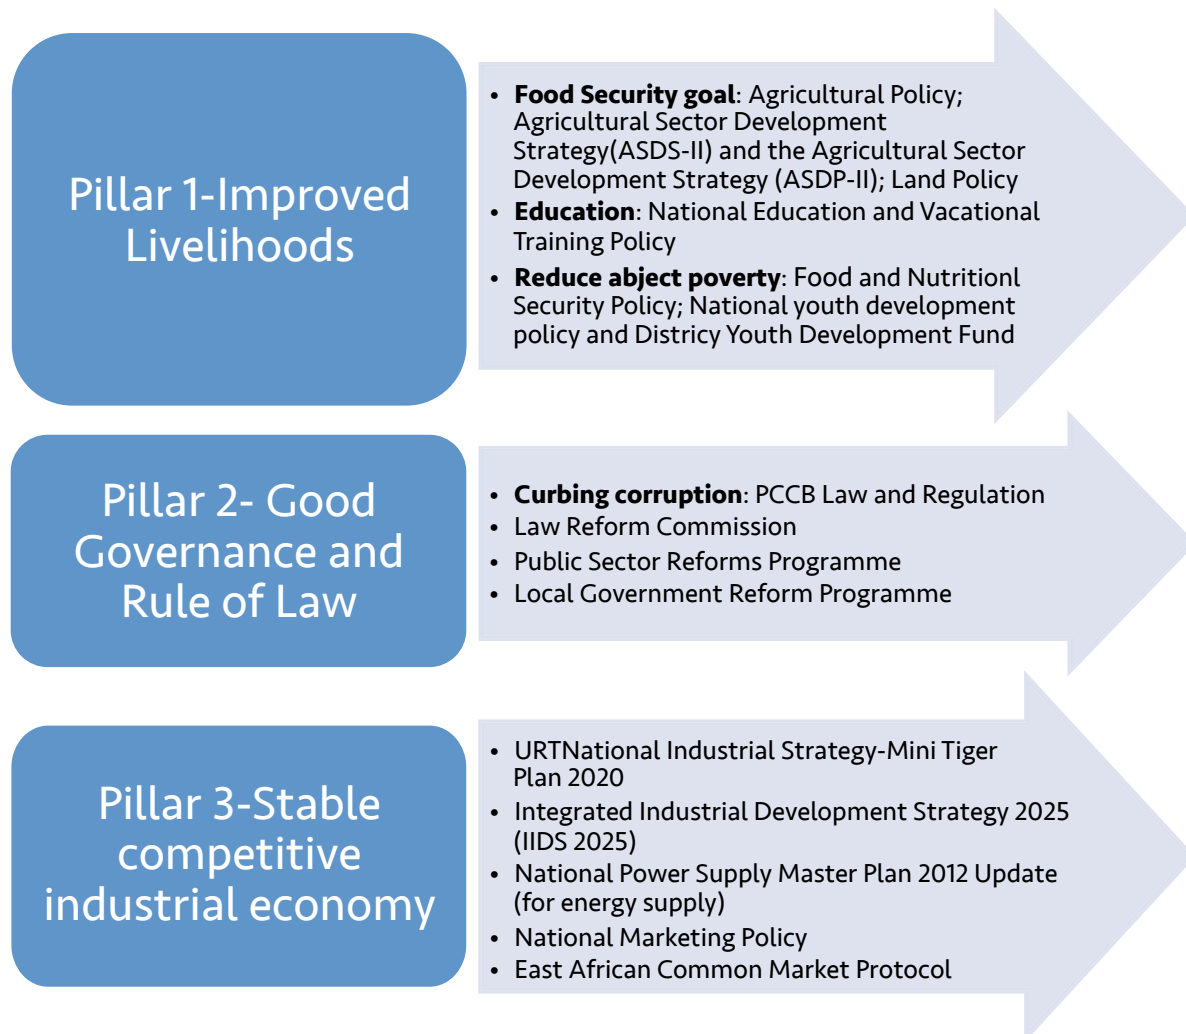 Pillar 1-Improved
Livelihoods
• Food Security goal: Agricultural Policy;
Agricultural Sector Development
Strategy(ASDS-II) and the Agricultural Sector
Development Strategy (ASDP-II); Land Policy
• Education: National Education and Vacational
Training Policy
• Reduce abject poverty: Food and Nutritionl
Security Policy; National youth development
policy and Districy Youth Development Fund
Pillar 2- Good
Governance and
Rule of Law
• Curbing corruption: PCCB Law and Regulation
• Law Reform Commission
• Public Sector Reforms Programme
• Local Government Reform Programme
Pillar 3-Stable
competitive
industrial economy
• URTNational Industrial Strategy-Mini Tiger
Plan 2020
• Integrated Industrial Development Strategy 2025
(IIDS 2025)
• National Power Supply Master Plan 2012 Update
(for energy supply)
• National Marketing Policy
• East African Common Market Protocol